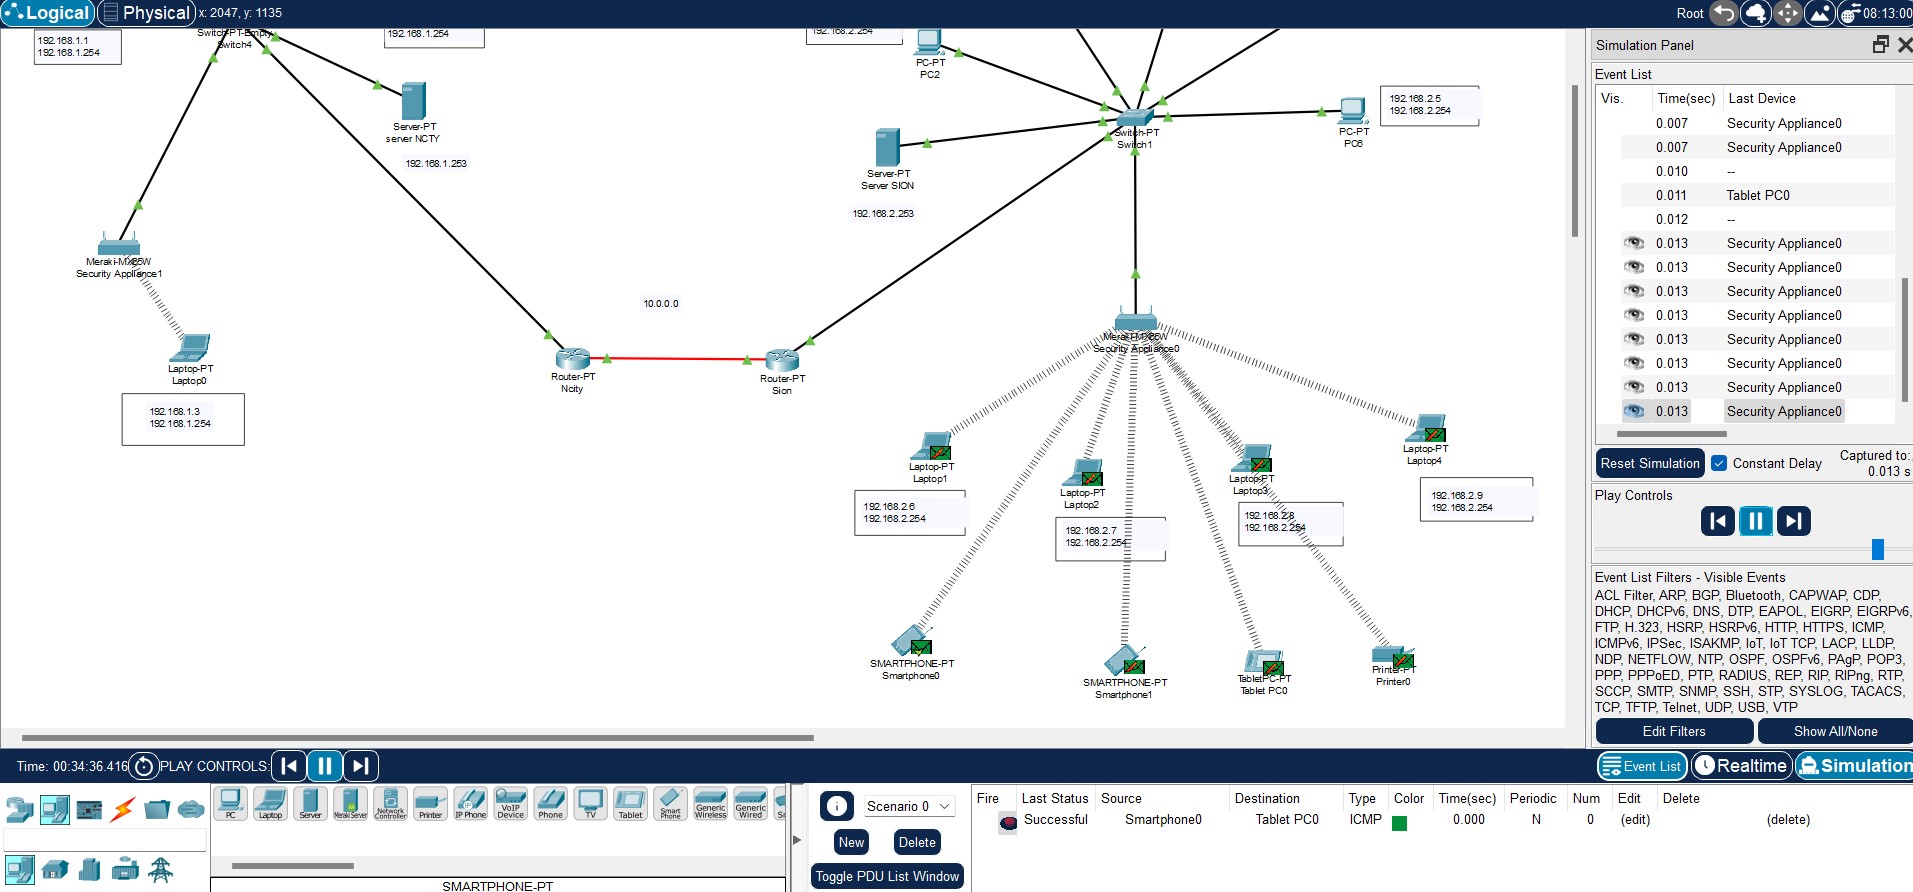 Logical
Physical
x: 2047, y: 1135
Root
08:13:00
192.168.1.1
192.168.1.254
Switch-PT-Empty
Switch4
192.168.1.254
Server-PT
server NCTY
192.168.1.253
Meraki-MX65W
Security Appliance1
Laptop-PT
Laptop0
192.168.1.3
192.168.1.254
Router-PT
Ncity
10.0.0.0
Router-PT
Sion
192.168.2.254
PC-PT
PC2
Server-PT
Server SION
192.168.2.253
Switch-PT
Switch1
PC-PT
PC6
192.168.2.5
192.168.2.254
Meraki-MX65W
Security Appliance0
Laptop-PT
Laptop1
192.168.2.6
192.168.2.254
Laptop-PT
Laptop2
192.168.2.7
192.168.2.254
Laptop-PT
Laptop3
192.168.2.8
192.168.2.254
Laptop-PT
Laptop4
192.168.2.9
192.168.2.254
SMARTPHONE-PT
Smartphone0
SMARTPHONE-PT
Smartphone1
TabletPC-PT
Tablet PC0
Printer-PT
Printer0
Simulation Panel
Event List
Vis. Time(sec) Last Device
0.007 Security Appliance0
0.007 Security Appliance0
0.010 --
0.011 Tablet PC0
0.012 --
0.013 Security Appliance0
0.013 Security Appliance0
0.013 Security Appliance0
0.013 Security Appliance0
0.013 Security Appliance0
0.013 Security Appliance0
0.013 Security Appliance0
0.013 Security Appliance0
Reset Simulation
Constant Delay
Captured to:
0.013 s
Play Controls
Event List Filters - Visible Events
ACL Filter, ARP, BGP, Bluetooth, CAPWAP, CDP,
DHCP, DHCPv6, DNS, DTP, EAPOL, EIGRP, EIGRPv6,
FTP, H.323, HSRP, HSRPv6, HTTP, HTTPS, ICMP,
ICMPv6, IPSec, ISAKMP, IoT, IoT TCP, LACP, LLDP,
NDP, NETFLOW, NTP, OSPF, OSPFv6, PAgP, POP3,
PPP, PPPoED, PTP, RADIUS, REP, RIP, RIPng, RTP,
SCCP, SMTP, SNMP, SSH, STP, SYSLOG, TACACS,
TCP, TFTP, Telnet, UDP, USB, VTP
Edit Filters
Show All/None
Time: 00:34:36.416
PLAY CONTROLS:
Event List
Realtime
Simulation
PC
Laptop
Server
Meraki Server
Network Controller
Printer
IP Phone
VoIP Device
Phone
TV
Tablet
Smart Phone
Generic Wireless
Generic Wired
SMARTPHONE-PT
Scenario 0
New
Delete
Toggle PDU List Window
Fire Last Status Source Destination Type Color Time(sec) Periodic Num Edit Delete
Successful Smartphone0 Tablet PC0 ICMP 0.000 N 0 (edit) (delete)